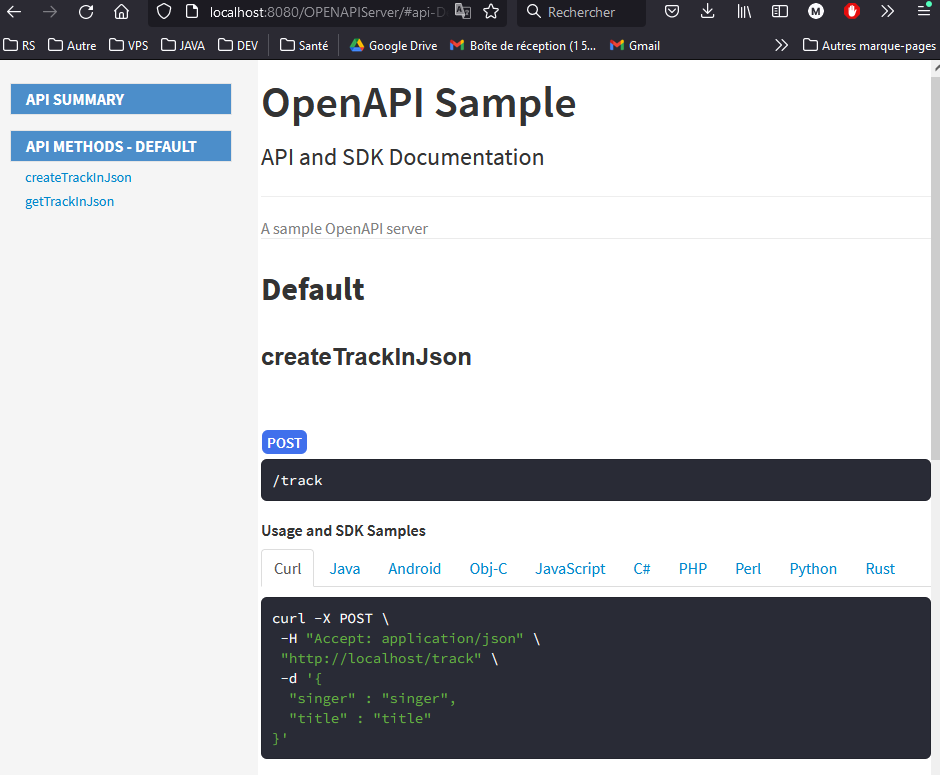 localhost:8080/OPENAPIServer/#api-D
Rechercher
RS Autre VPS JAVA DEV Santé Google Drive Boîte de réception (1 5... Gmail Autres marque-pages
API SUMMARY
API METHODS - DEFAULT
createTrackInJson
getTrackInJson
OpenAPI Sample
API and SDK Documentation
A sample OpenAPI server
Default
createTrackInJson
POST
/track
Usage and SDK Samples
Curl Java Android Obj-C JavaScript C# PHP Perl Python Rust
curl -X POST \
-H "Accept: application/json" \
"http://localhost/track" \
-d '{
"singer" : "singer",
"title" : "title"
}'